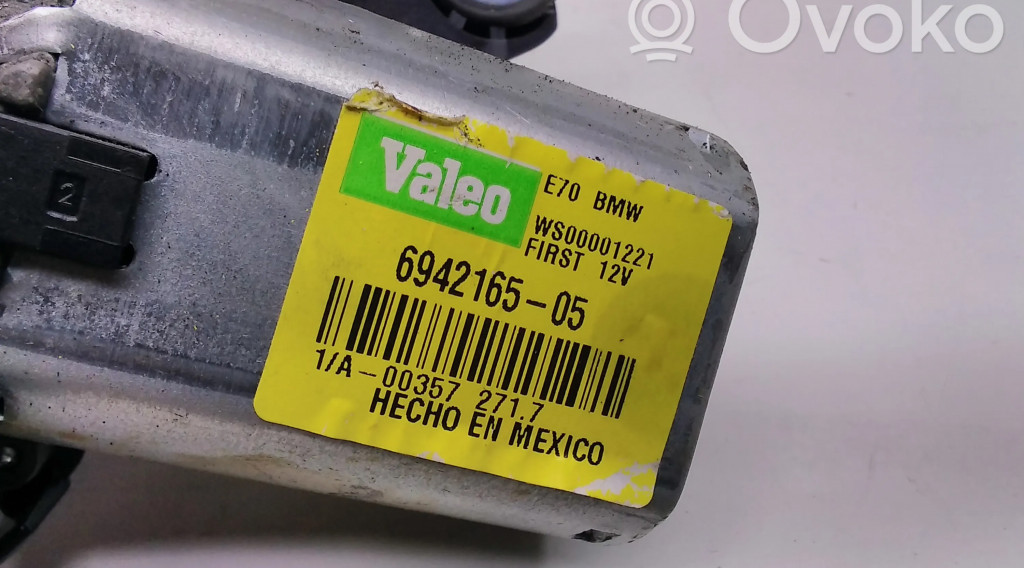 Ovoko
2
Valeo
E70 BMW
WS00001221
FIRST 12V
6942165-05
1/A-00357 271.7
HECHO EN MEXICO